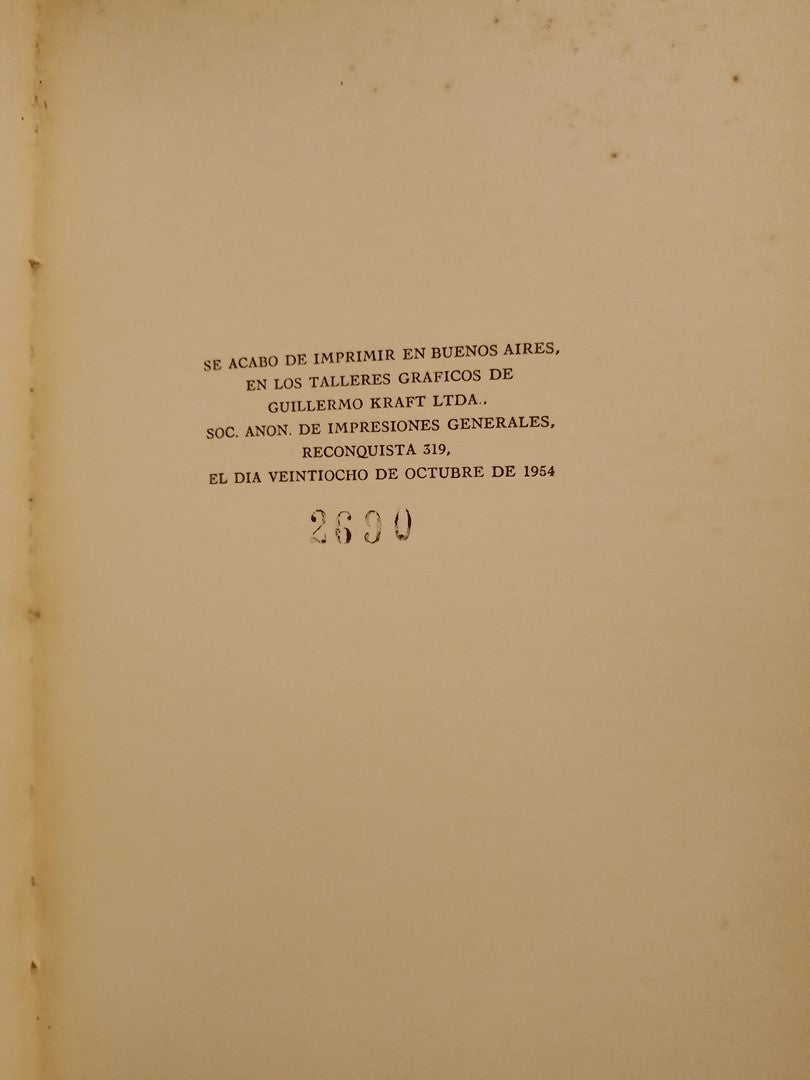 SE ACABO DE IMPRIMIR EN BUENOS AIRES,
EN LOS TALLERES GRAFICOS DE
GUILLERMO KRAFT LTDA.,
SOC. ANON. DE IMPRESIONES GENERALES,
RECONQUISTA 319,
EL DIA VEINTIOCHO DE OCTUBRE DE 1954
2690